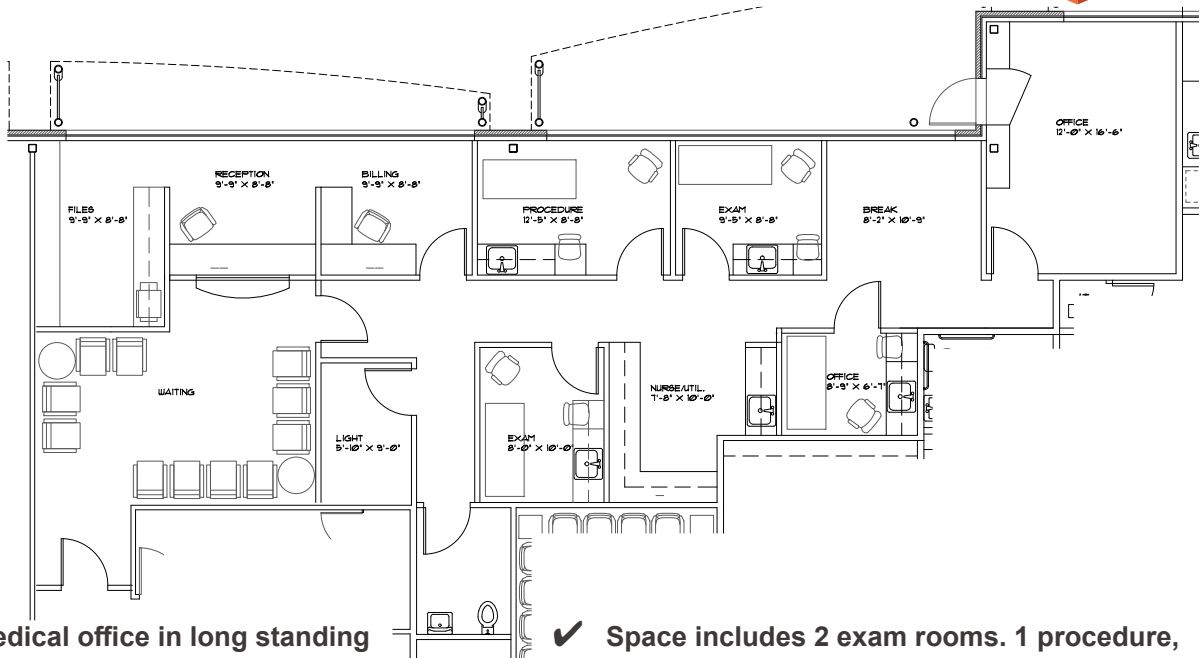 OFFICE
12'-0" X 16'-6"
RECEPTION
9'-9" X 8'-8"
BILLING
9'-9" X 8'-8"
FILES
9'-9" X 8'-8"
PROCEDURE
12'-5" X 8'-8"
EXAM
9'-5" X 8'-8"
BREAK
8'-2" X 10'-9"
WAITING
LIGHT
5'-10" X 9'-0"
EXAM
8'-0" X 10'-0"
NURSE/UTIL.
7'-8" X 10'-0"
OFFICE
8'-9" X 6'-7"
edical office in long standing
✔ Space includes 2 exam rooms. 1 procedure,